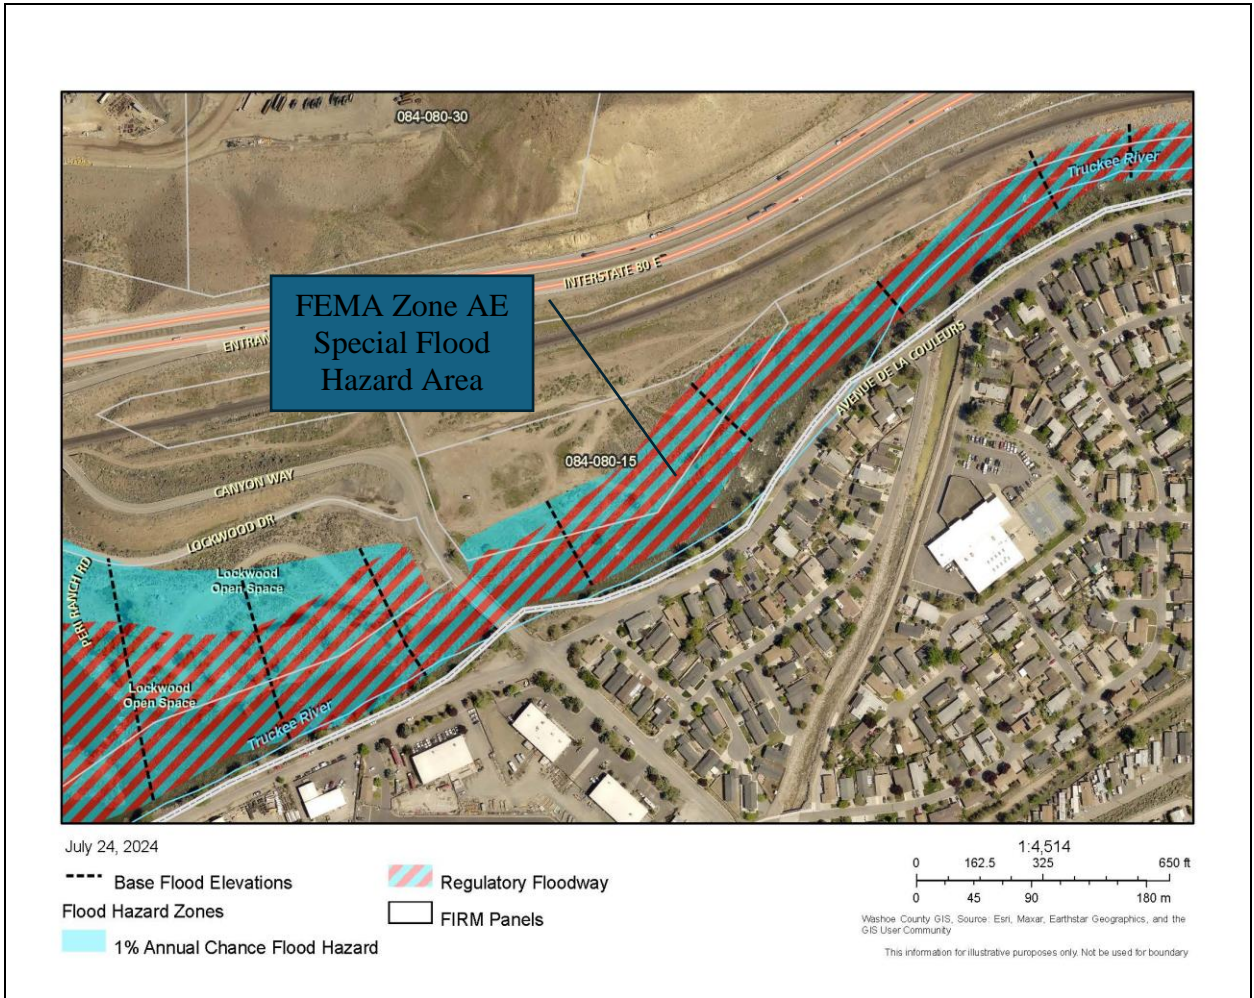 084-080-30
Truckee River
INTERSTATE 80 E
FEMA Zone AE
Special Flood
Hazard Area
ENTRAN
AVENUE DE LA COULEURS
084-080-15
CANYON WAY
LOCKWOOD DR
PERI RANCH RD
Lockwood
Open Space
Lockwood
Open Space
Truckee River
July 24, 2024
Base Flood Elevations
Flood Hazard Zones
1% Annual Chance Flood Hazard
Regulatory Floodway
FIRM Panels
1:4,514
0 162.5 325 650 ft
0 45 90 180 m
Washoe County GIS, Source: Esri, Maxar, Earthstar Geographics, and the
GIS User Community
This information for illustrative puroposes only. Not be used for boundary